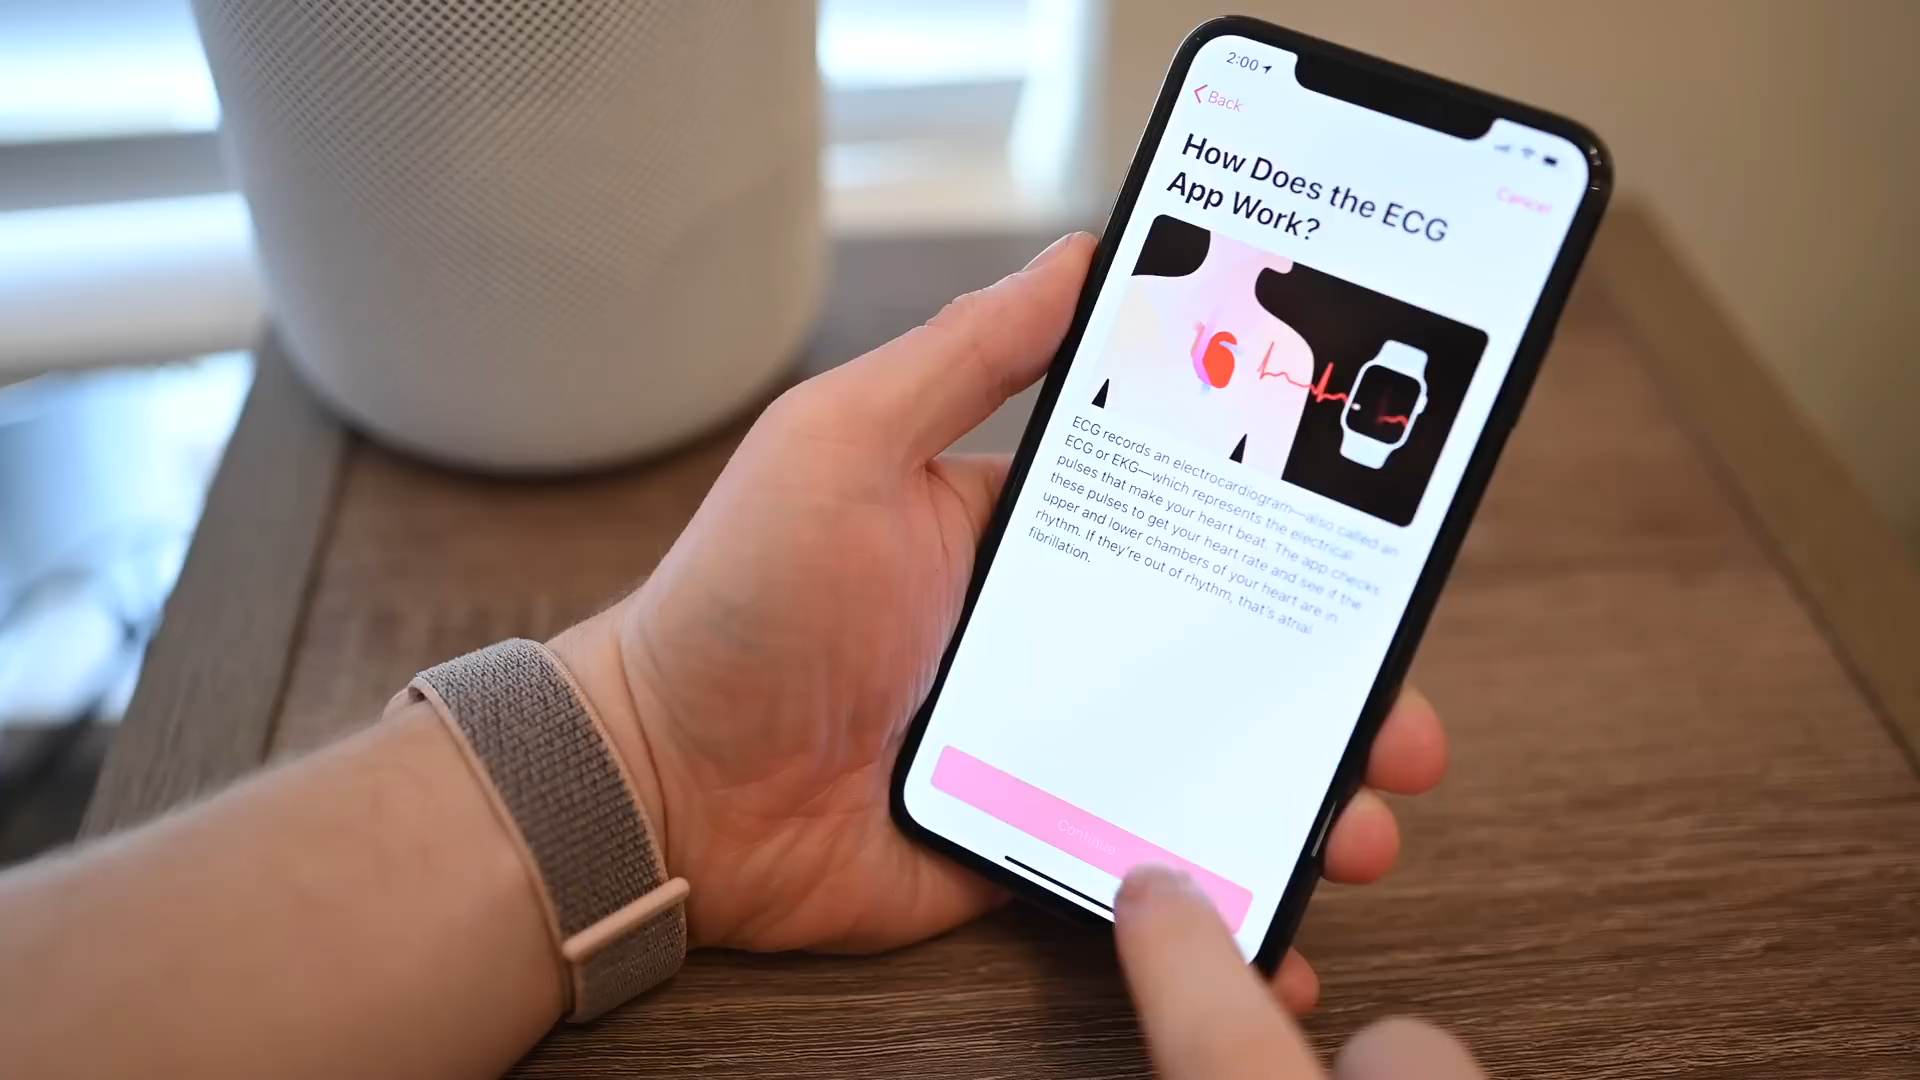 2:00
Back
Cancel
How Does the ECG
App Work?
ECG records an electrocardiogram—also called an
ECG or EKG—which represents the electrical
pulses that make your heart beat. The app checks
these pulses to get your heart rate and see if the
upper and lower chambers of your heart are in
rhythm. If they're out of rhythm, that's atrial
fibrillation.
Continue